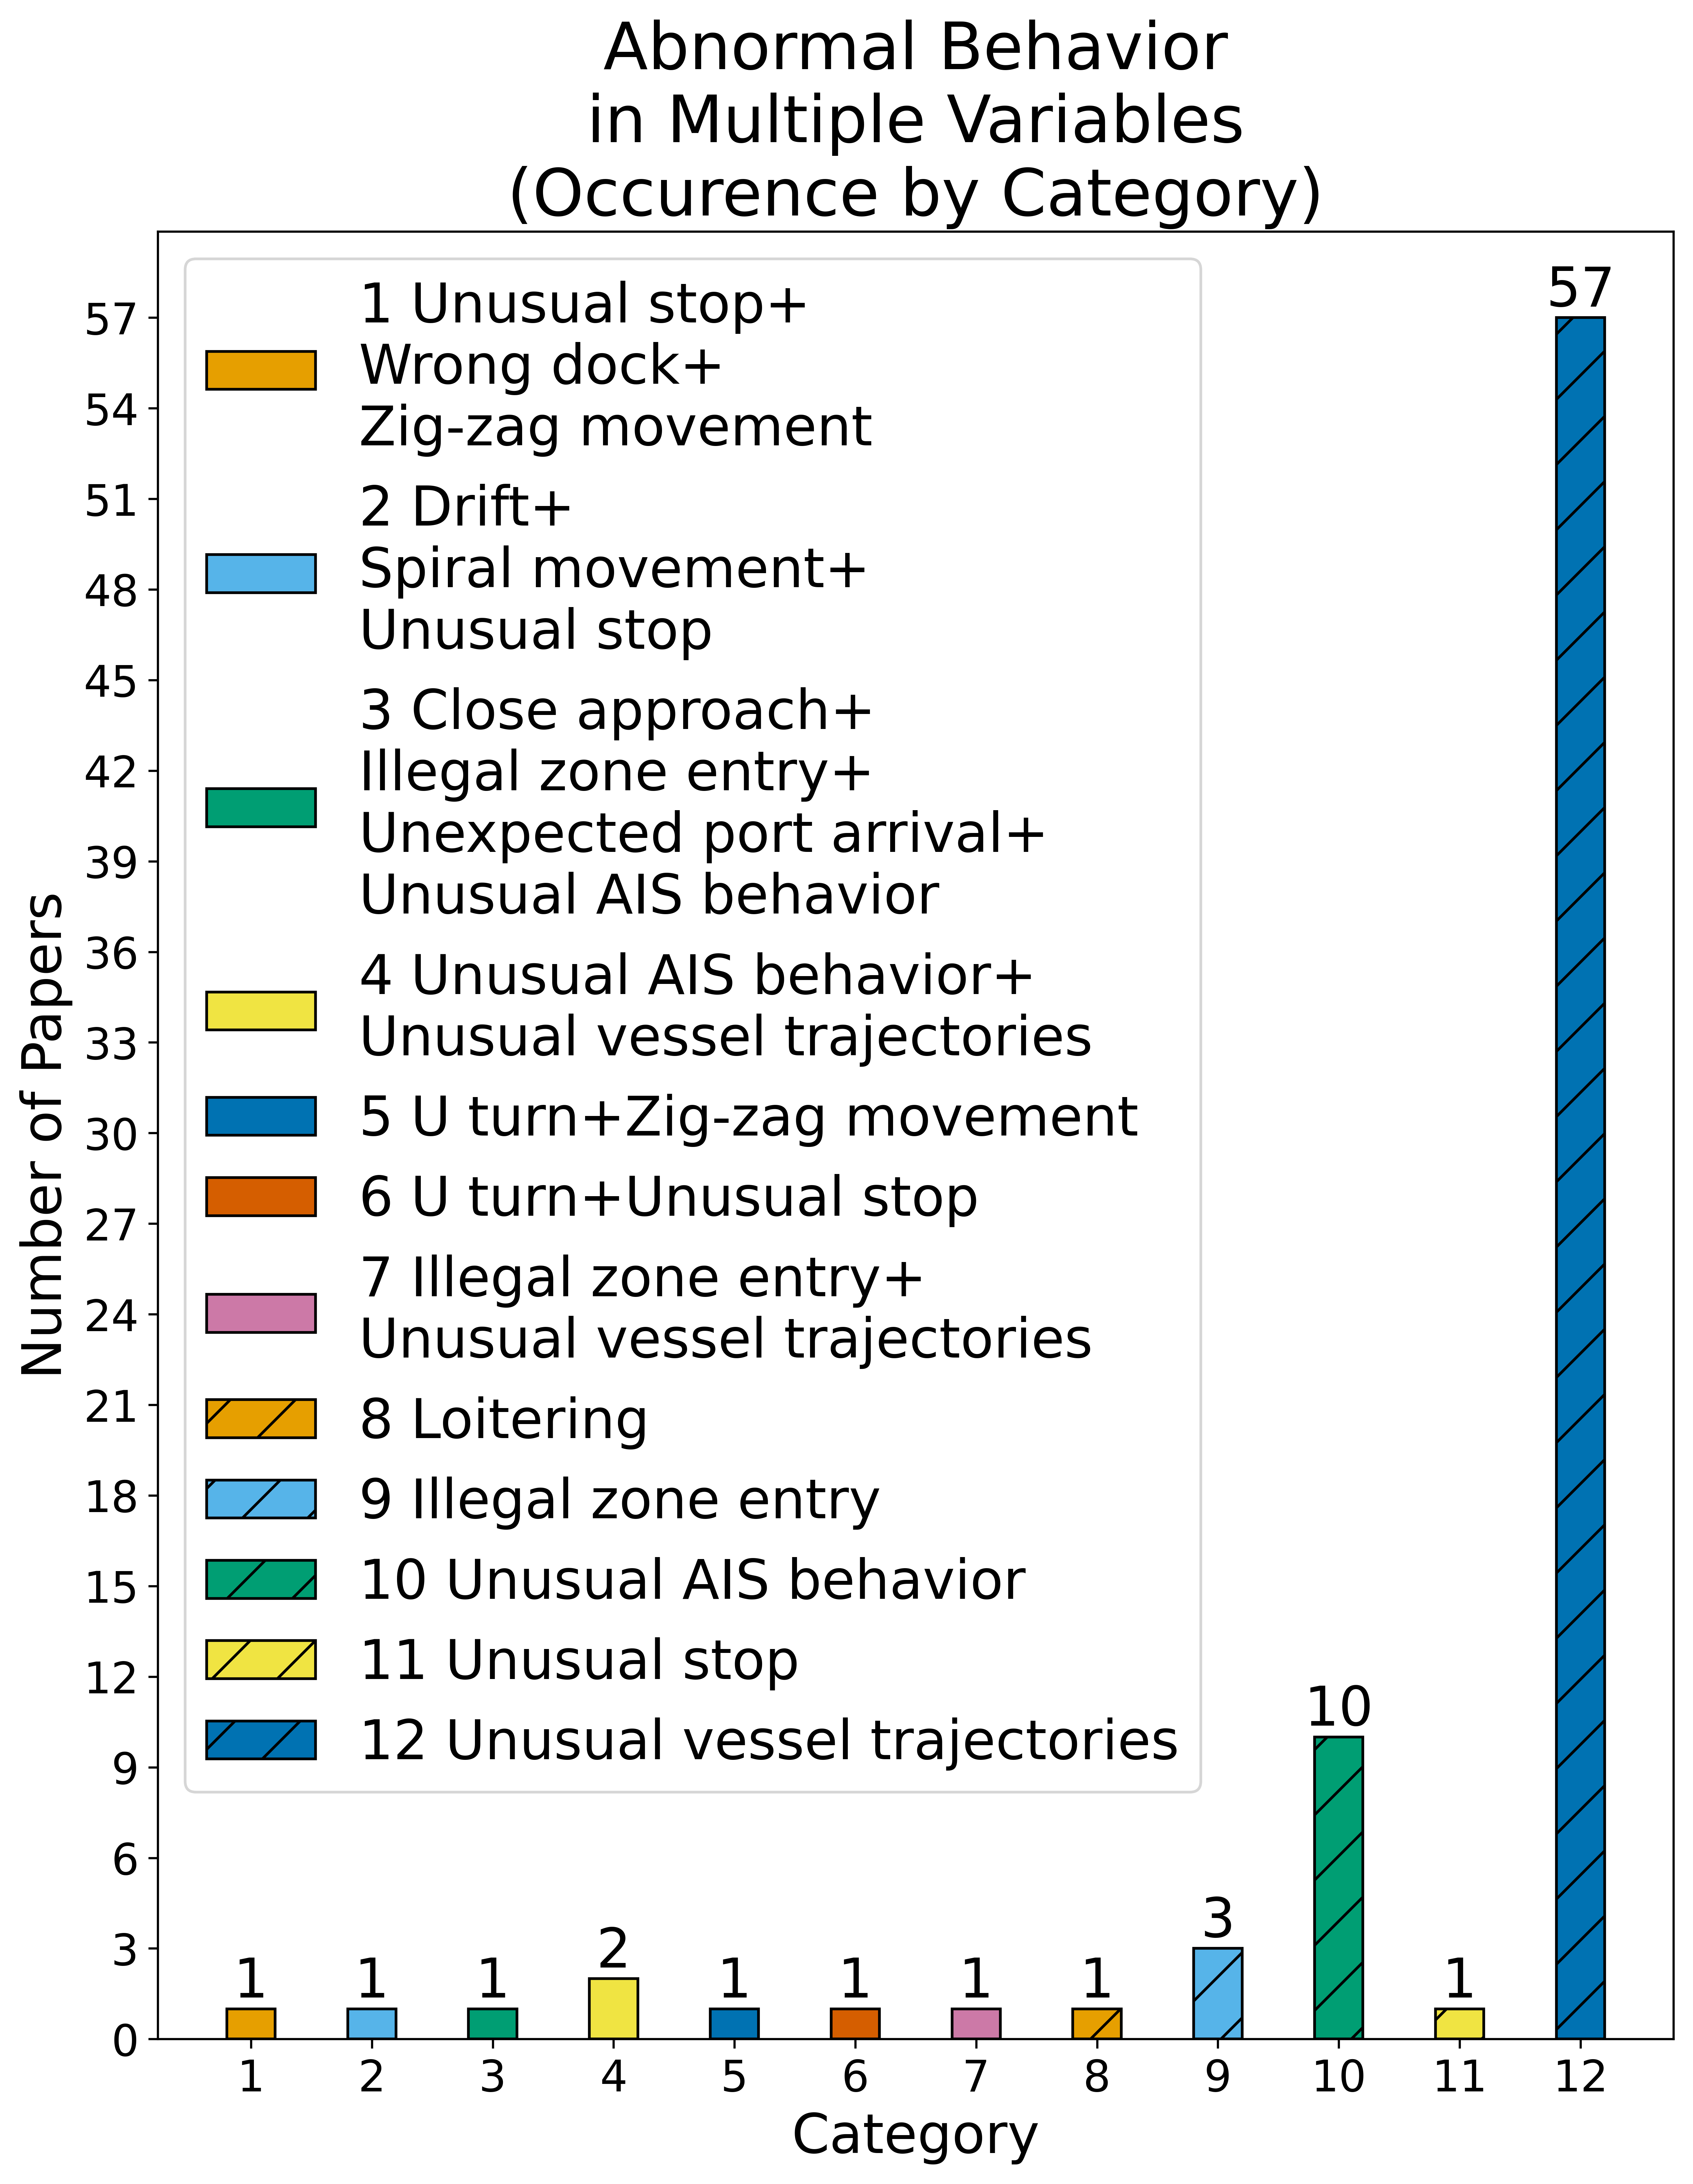 Abnormal Behavior
in Multiple Variables
(Occurence by Category)
Number of Papers
57
54
51
48
45
42
39
36
33
30
27
24
21
18
15
12
9
6
3
0
1 Unusual stop+
Wrong dock+
Zig-zag movement
2 Drift+
Spiral movement+
Unusual stop
3 Close approach+
Illegal zone entry+
Unexpected port arrival+
Unusual AIS behavior
4 Unusual AIS behavior+
Unusual vessel trajectories
5 U turn+Zig-zag movement
6 U turn+Unusual stop
7 Illegal zone entry+
Unusual vessel trajectories
8 Loitering
9 Illegal zone entry
10 Unusual AIS behavior
11 Unusual stop
12 Unusual vessel trajectories
1 1 1 2 1 1 1 1 3 10 1 57
1 2 3 4 5 6 7 8 9 10 11 12
Category